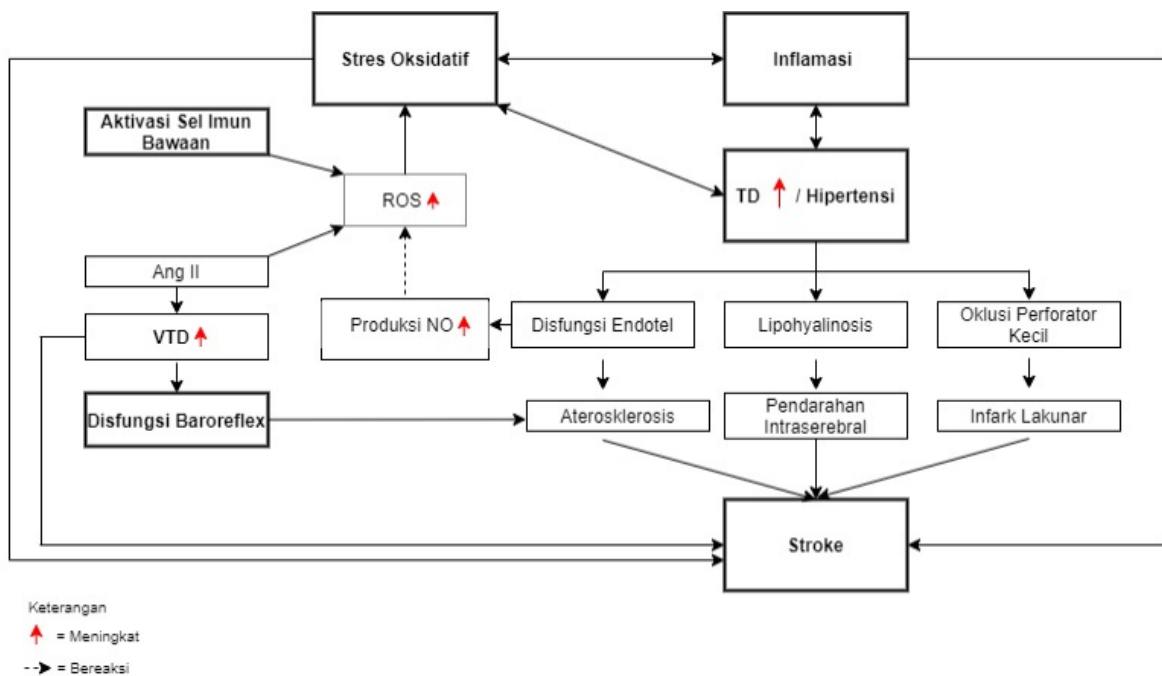 Stres Oksidatif
Inflamasi
Aktivasi Sel Imun
Bawaan
ROS
TD / Hipertensi
Ang II
VTD
Produksi NO
Disfungsi Endotel
Lipohyalinosis
Oklusi Perforator
Kecil
Disfungsi Baroreflex
Aterosklerosis
Pendarahan
Intraserebral
Infark Lakunar
Stroke
Keterangan
= Meningkat
= Bereaksi